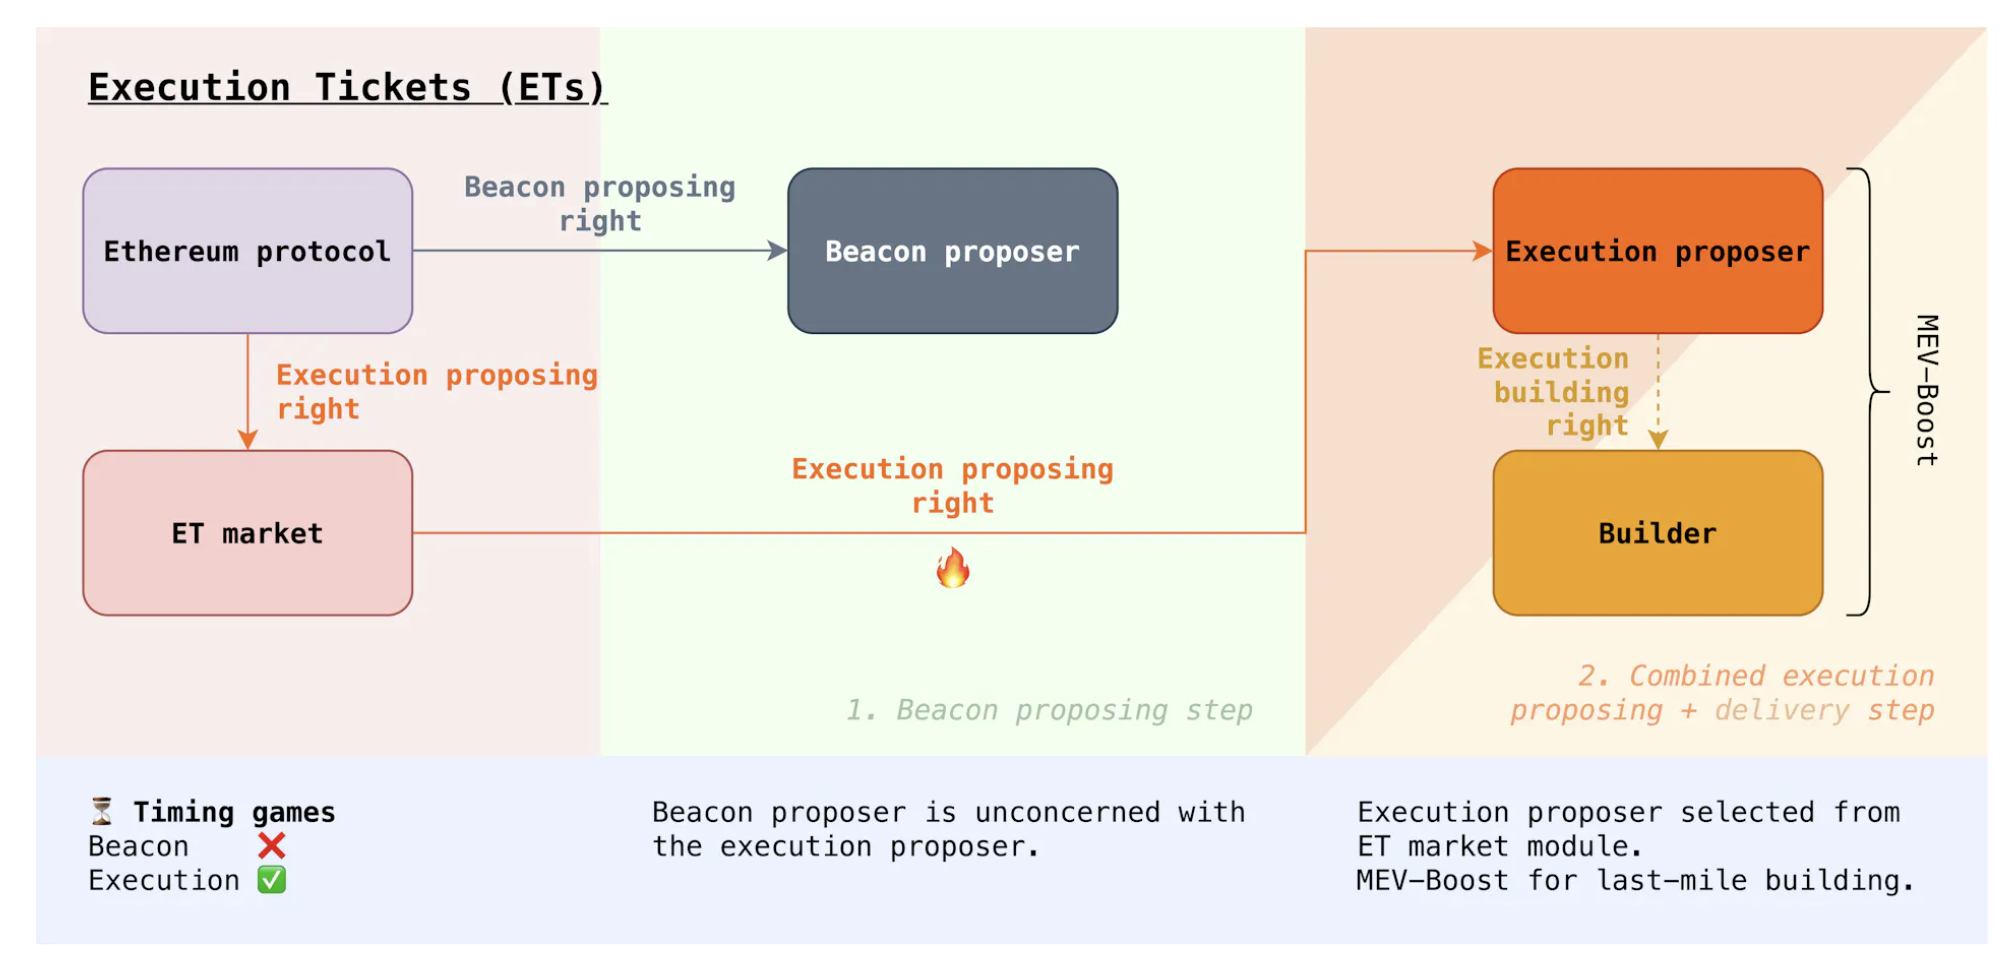 Execution Tickets (ETs)
Beacon proposing
right
Ethereum protocol
Beacon proposer
Execution proposer
Execution proposing
right
Execution
building
right
MEV-Boost
Execution proposing
right
ET market
Builder
1. Beacon proposing step
2. Combined execution
proposing + delivery step
⏳ Timing games
Beacon ❌
Execution ✅
Beacon proposer is unconcerned with
the execution proposer.
Execution proposer selected from
ET market module.
MEV-Boost for last-mile building.